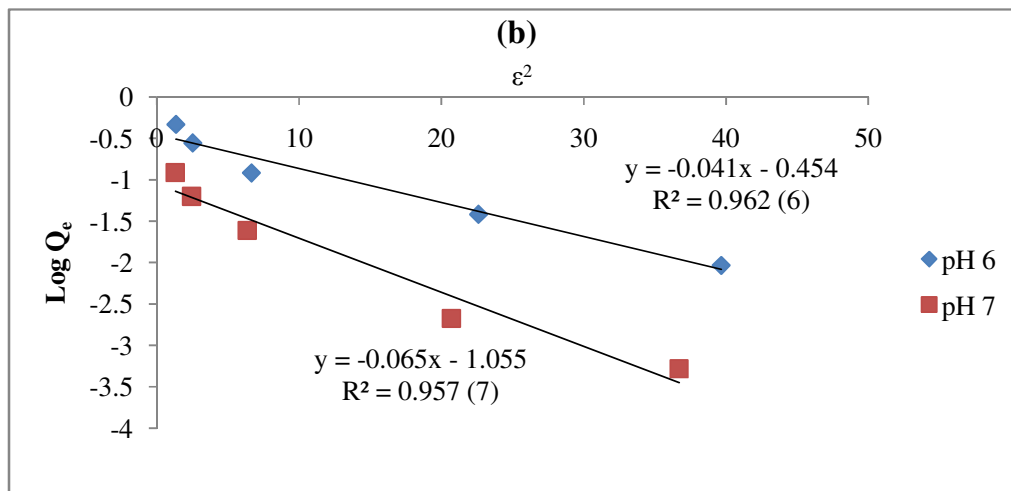 (b)
ε²
0
0 10 20 30 40 50
-0.5
-1
-1.5
-2
-2.5
-3
-3.5
-4
Log Qₑ
y = -0.041x - 0.454
R² = 0.962 (6)
y = -0.065x - 1.055
R² = 0.957 (7)
pH 6
pH 7